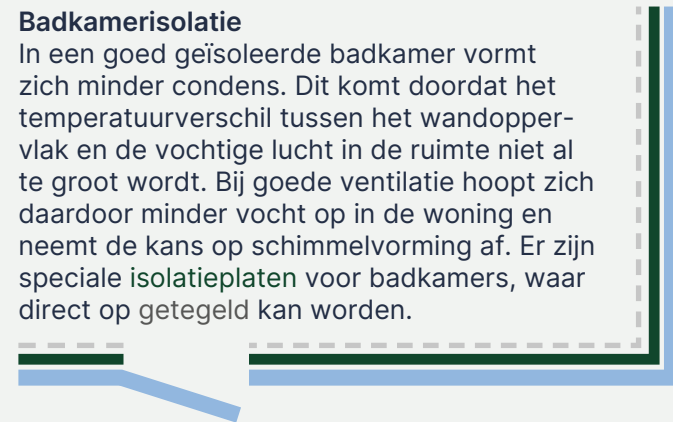 Badkamerisolatie
In een goed geïsoleerde badkamer vormt
zich minder condens. Dit komt doordat het
temperatuurverschil tussen het wandopper-
vlak en de vochtige lucht in de ruimte niet al
te groot wordt. Bij goede ventilatie hoopt zich
daardoor minder vocht op in de woning en
neemt de kans op schimmelvorming af. Er zijn
speciale isolatieplaten voor badkamers, waar
direct op getegeld kan worden.